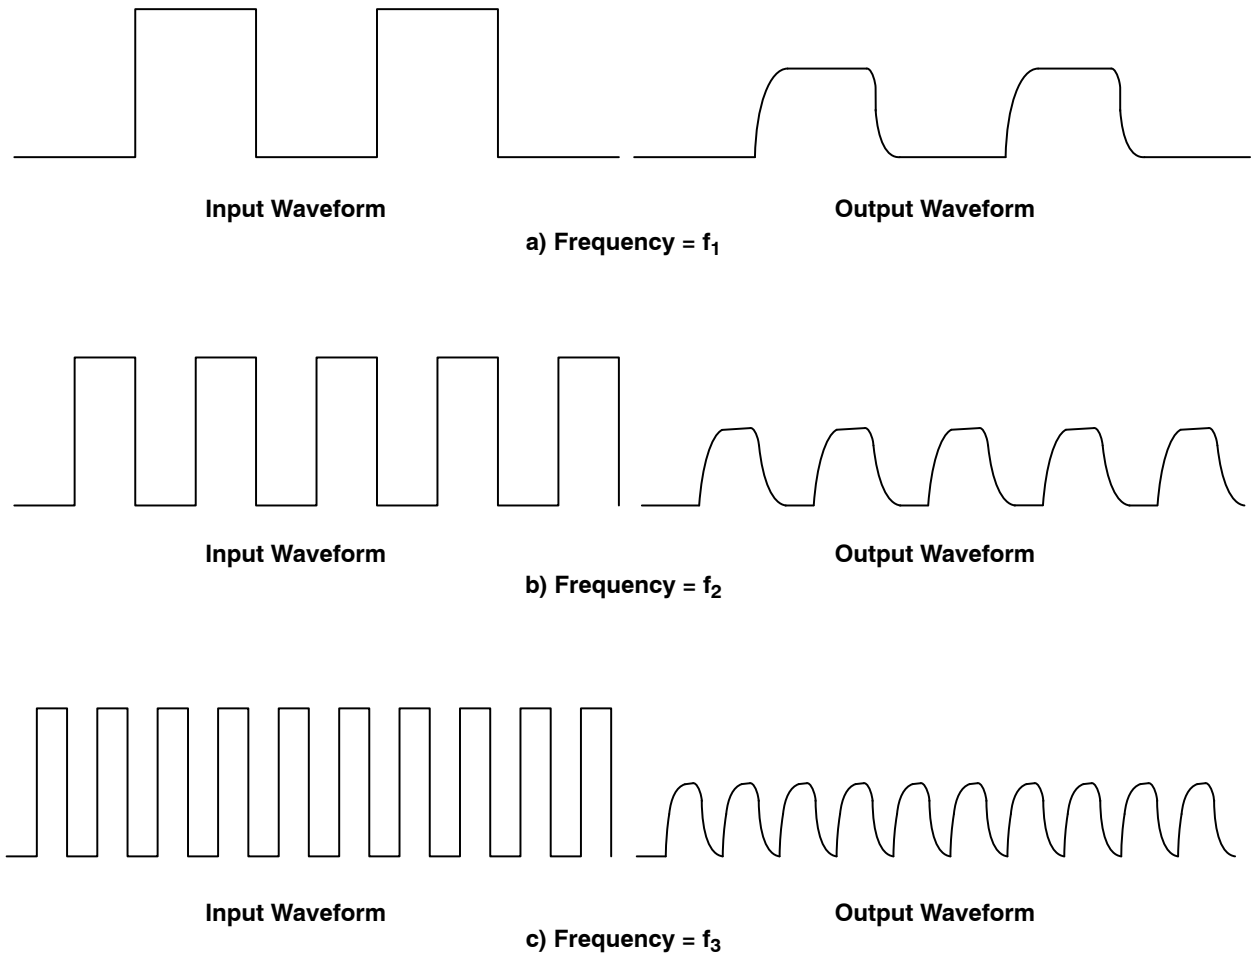 Input Waveform
Output Waveform
a) Frequency = f₁
Input Waveform
Output Waveform
b) Frequency = f₂
Input Waveform
Output Waveform
c) Frequency = f₃